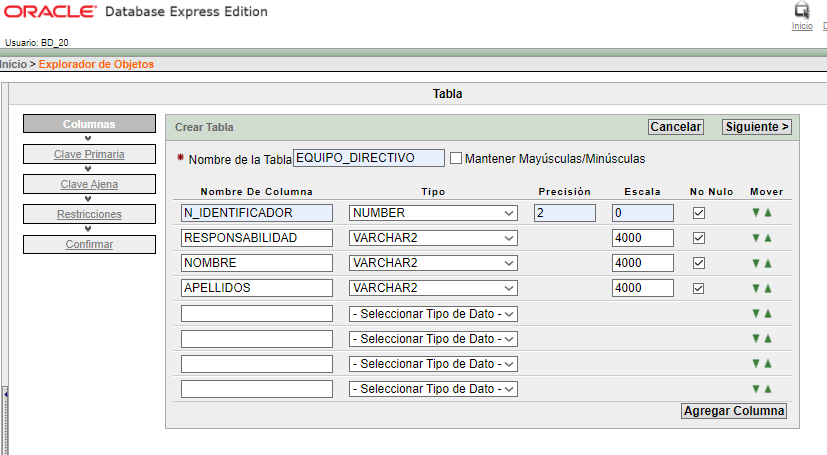 ORACLE Database Express Edition
Inicio
Usuario: BD_20
Inicio > Explorador de Objetos
Tabla
Columnas
Clave Primaria
Clave Ajena
Restricciones
Confirmar
Crear Tabla
Cancelar
Siguiente >
* Nombre de la Tabla EQUIPO_DIRECTIVO Mantener Mayúsculas/Minúsculas
Nombre De Columna Tipo Precisión Escala No Nulo Mover
N_IDENTIFICADOR NUMBER 2 0
RESPONSABILIDAD VARCHAR2 4000
NOMBRE VARCHAR2 4000
APELLIDOS VARCHAR2 4000
- Seleccionar Tipo de Dato -
- Seleccionar Tipo de Dato -
- Seleccionar Tipo de Dato -
- Seleccionar Tipo de Dato -
Agregar Columna